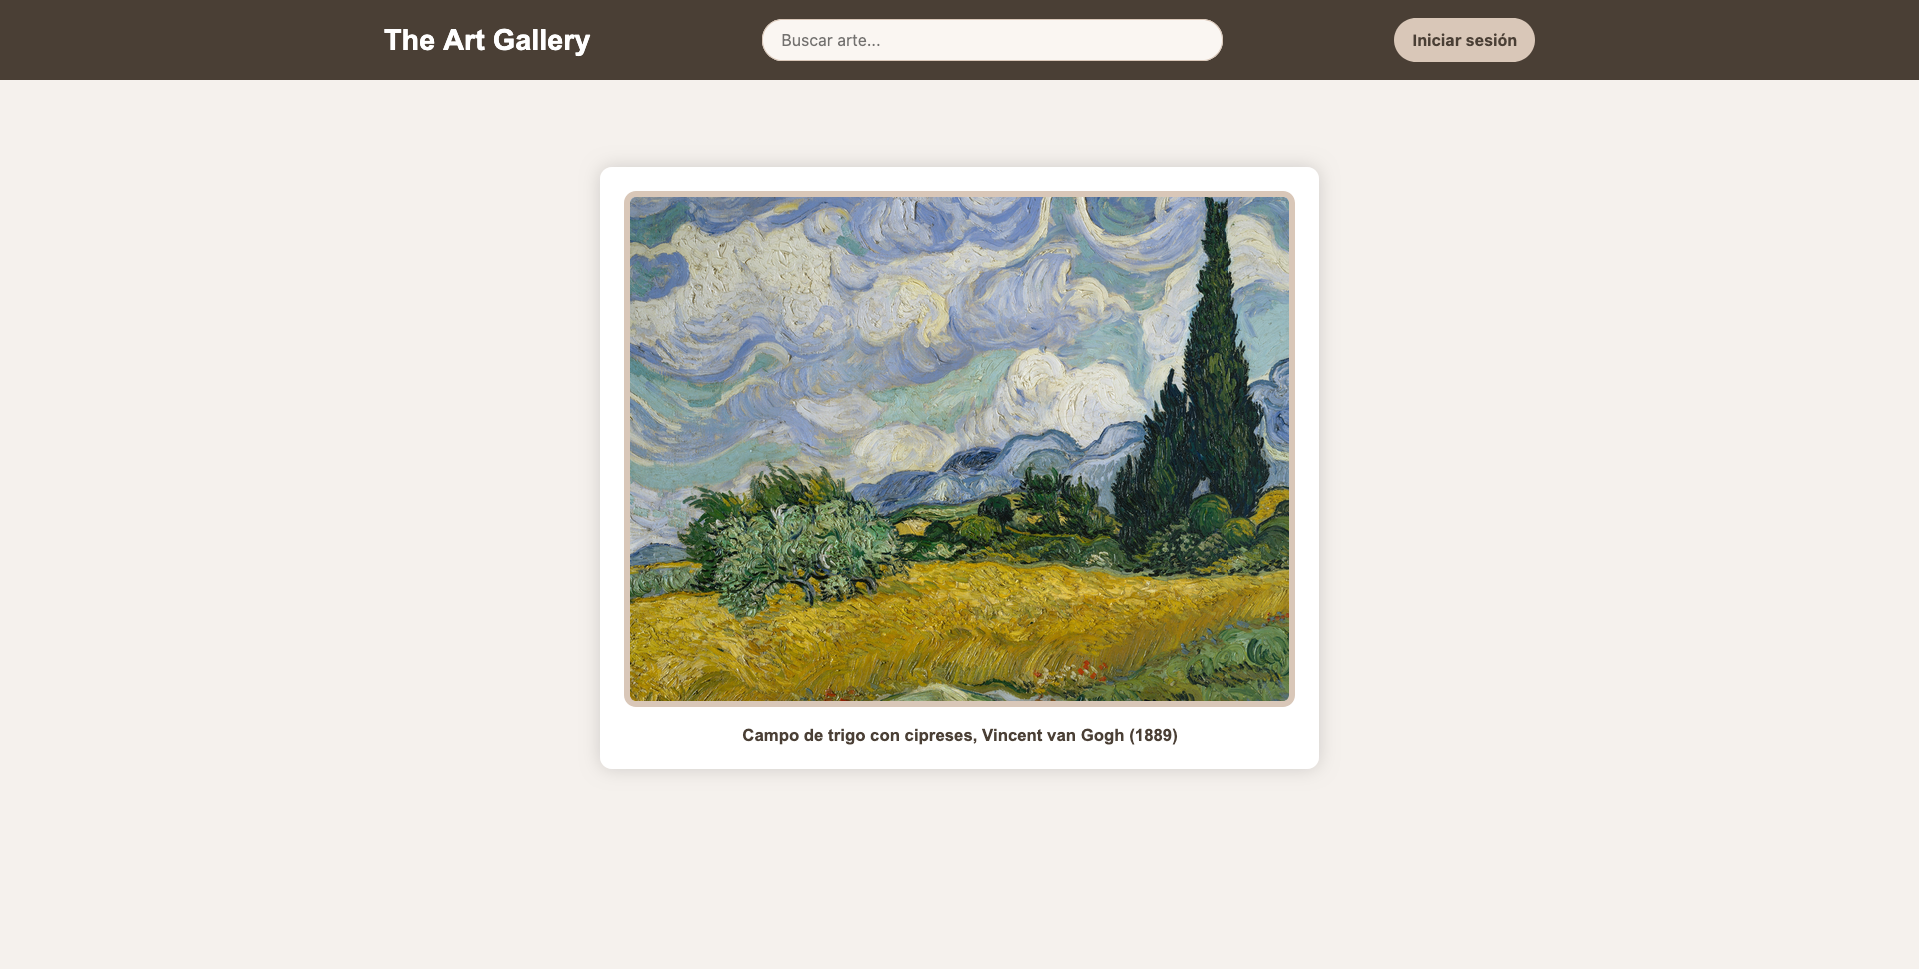 The Art Gallery
Buscar arte...
Iniciar sesión
Campo de trigo con cipreses, Vincent van Gogh (1889)